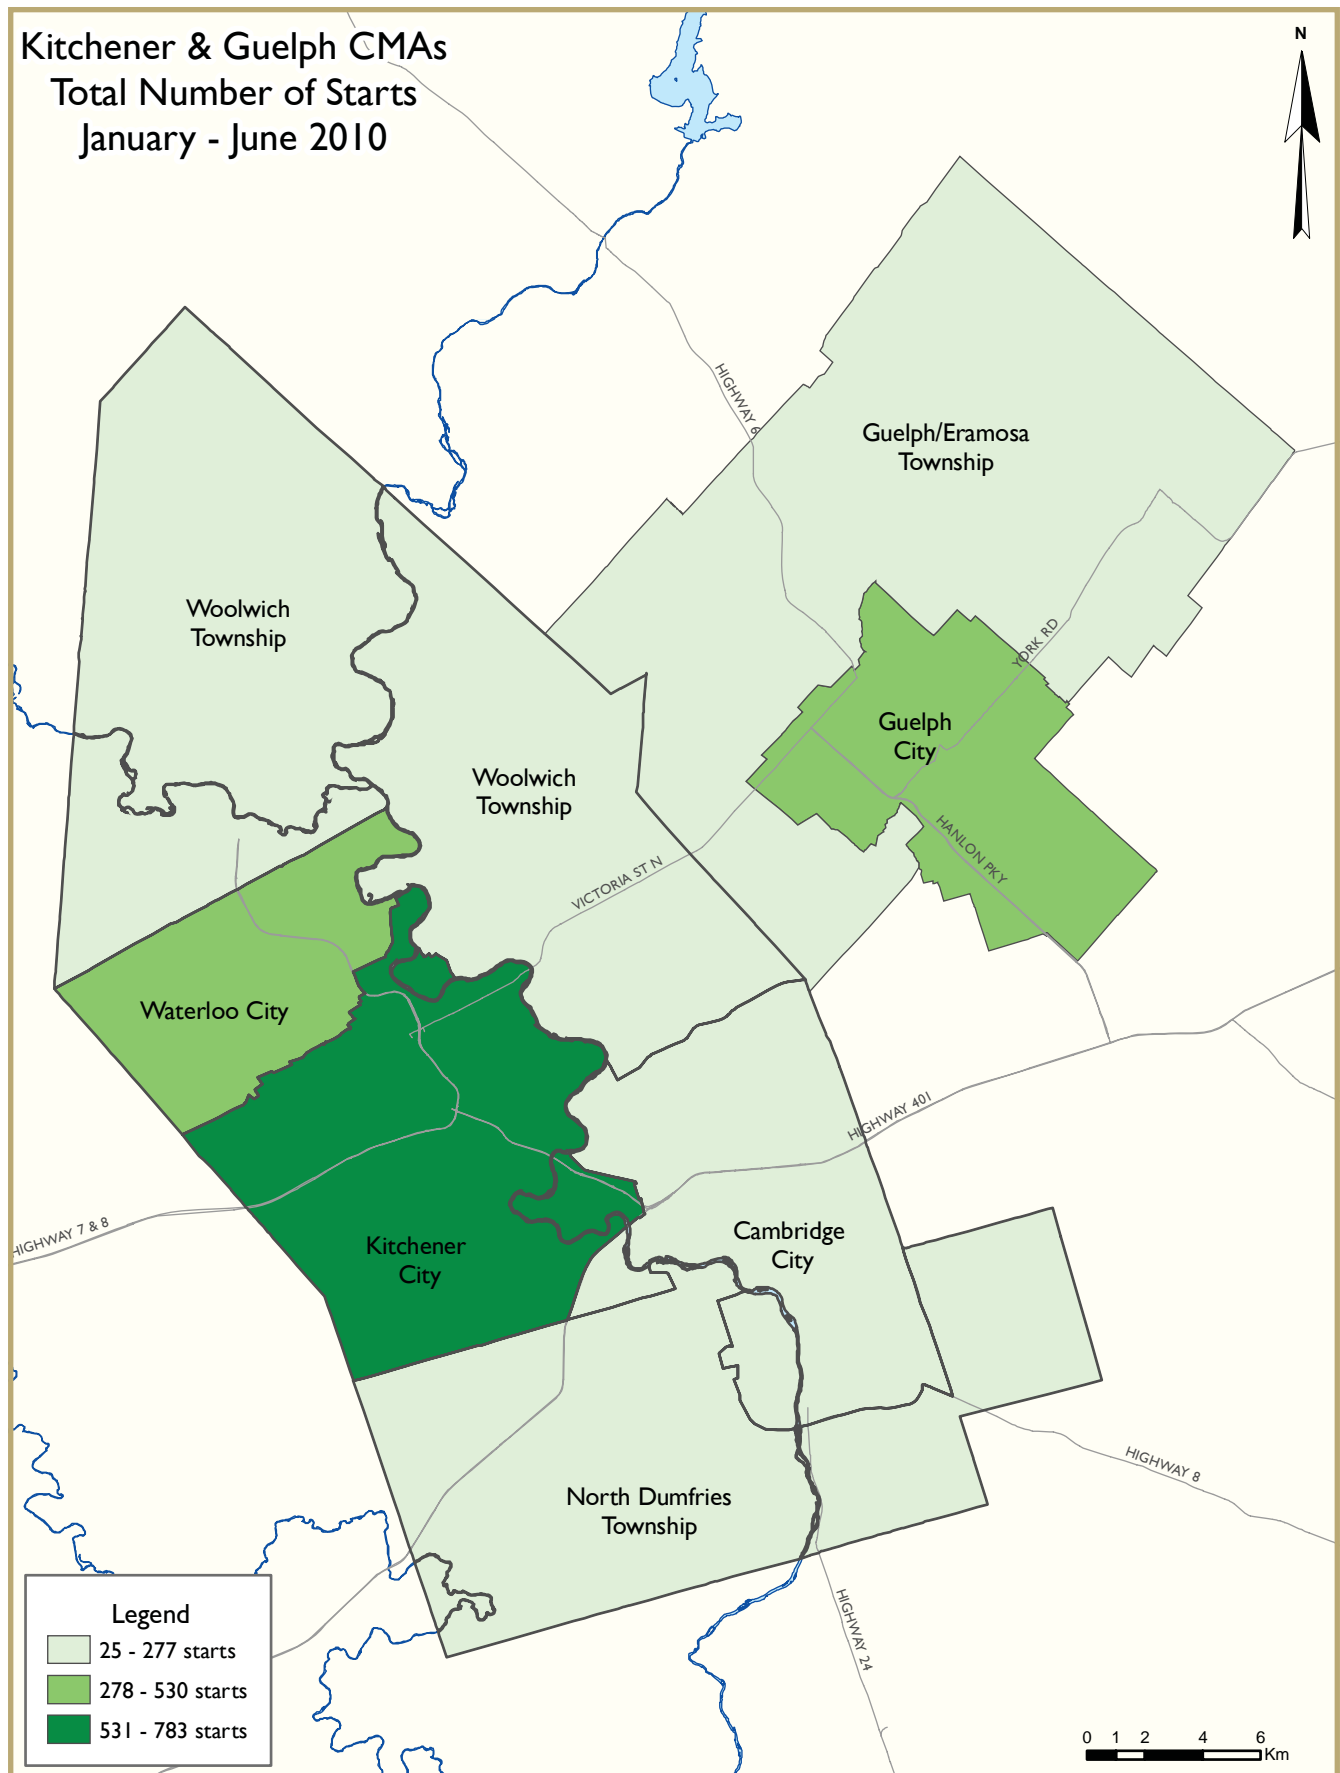 Kitchener & Guelph CMAs
Total Number of Starts
January - June 2010
N
HIGHWAY 6
Guelph/Eramosa
Township
Woolwich
Township
YORK RD
Guelph
City
Woolwich
Township
HANLON PKY
VICTORIA ST N
Waterloo City
HIGHWAY 401
HIGHWAY 7 & 8
Kitchener
City
Cambridge
City
HIGHWAY 8
North Dumfries
Township
HIGHWAY 24
Legend
25 - 277 starts
278 - 530 starts
531 - 783 starts
0 1 2 4 6
Km